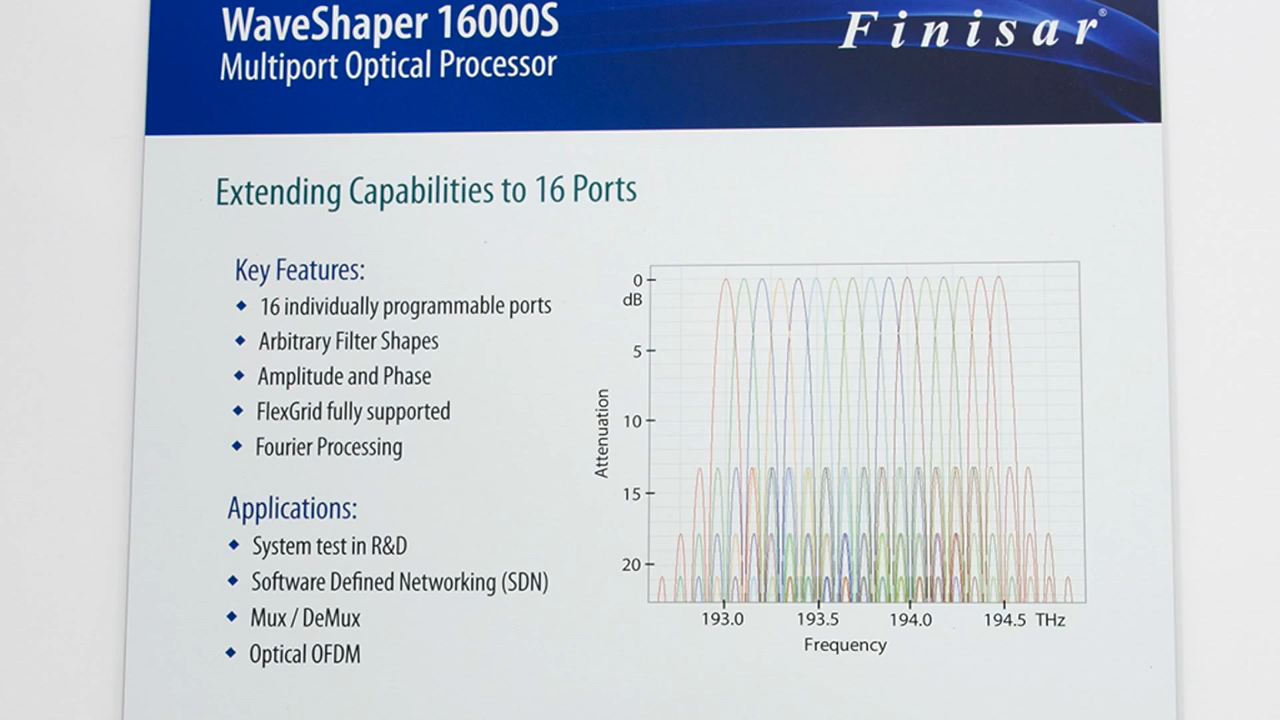 WaveShaper 16000S
Multiport Optical Processor
Finisar®
Extending Capabilities to 16 Ports
Key Features:
◆ 16 individually programmable ports
◆ Arbitrary Filter Shapes
◆ Amplitude and Phase
◆ FlexGrid fully supported
◆ Fourier Processing
Applications:
◆ System test in R&D
◆ Software Defined Networking (SDN)
◆ Mux / DeMux
◆ Optical OFDM
0
dB
5
10
15
20
Attenuation
193.0 193.5 194.0 194.5 THz
Frequency